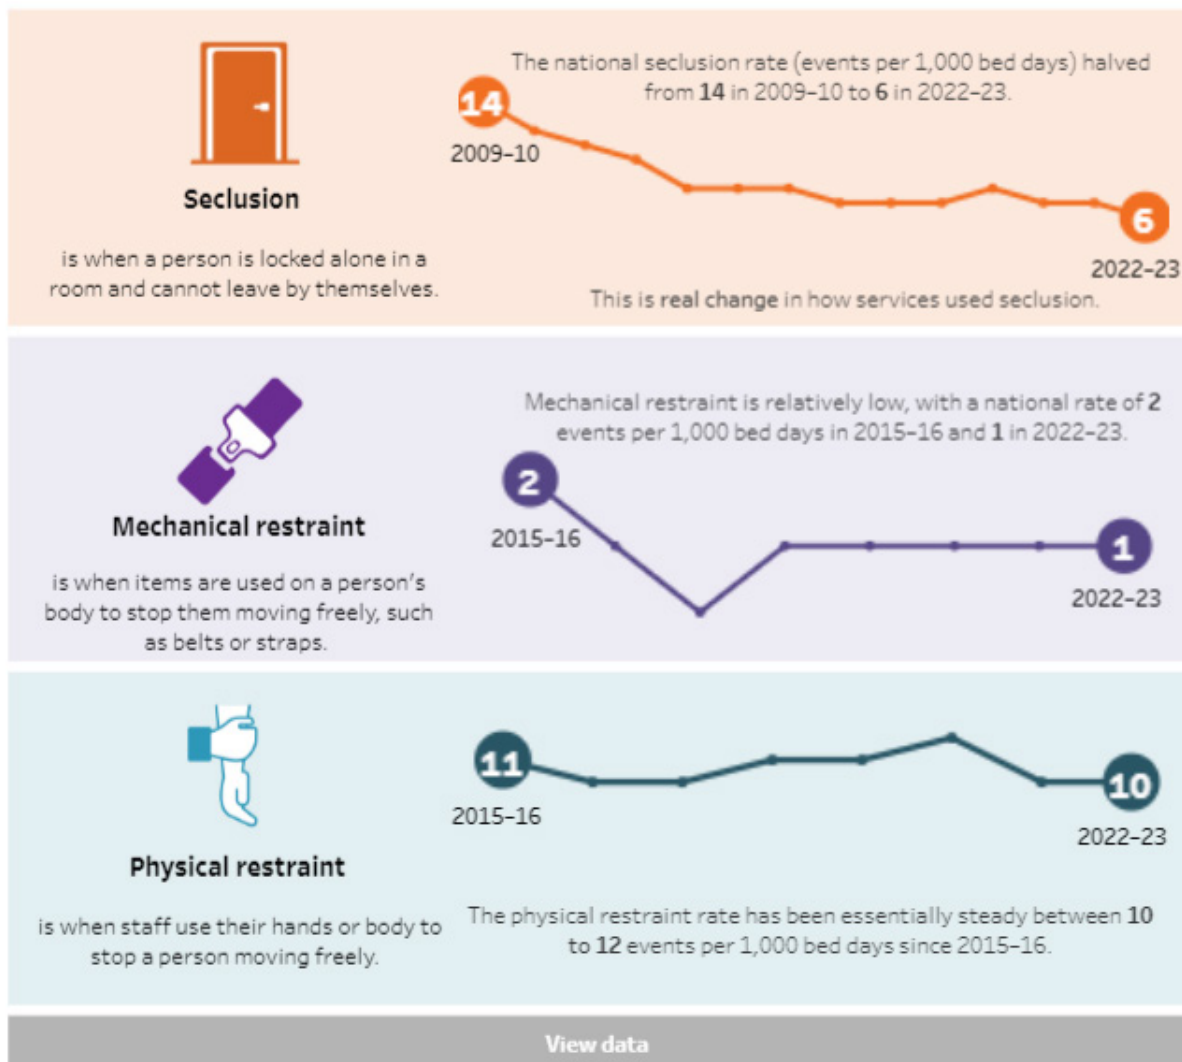 The national seclusion rate (events per 1,000 bed days) halved
from 14 in 2009–10 to 6 in 2022–23.
14
2009–10
6
2022–23
Seclusion
is when a person is locked alone in a
room and cannot leave by themselves.
This is real change in how services used seclusion.
Mechanical restraint is relatively low, with a national rate of 2
events per 1,000 bed days in 2015–16 and 1 in 2022–23.
2
2015–16
1
2022–23
Mechanical restraint
is when items are used on a person's
body to stop them moving freely, such
as belts or straps.
11
2015–16
10
2022–23
Physical restraint
is when staff use their hands or body to
stop a person moving freely.
The physical restraint rate has been essentially steady between 10
to 12 events per 1,000 bed days since 2015–16.
View data